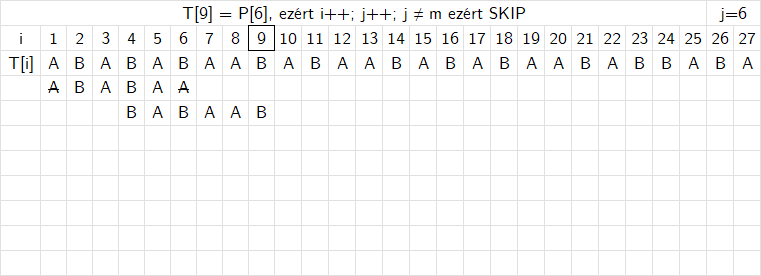 T[9] = P[6], ezért i++; j++; j ≠ m ezért SKIP j=6
i 1 2 3 4 5 6 7 8 9 10 11 12 13 14 15 16 17 18 19 20 21 22 23 24 25 26 27
T[i] A B A B A B A A B A B A A B A B A B A A B A B B A B A
A B A B A A
B A B A A B